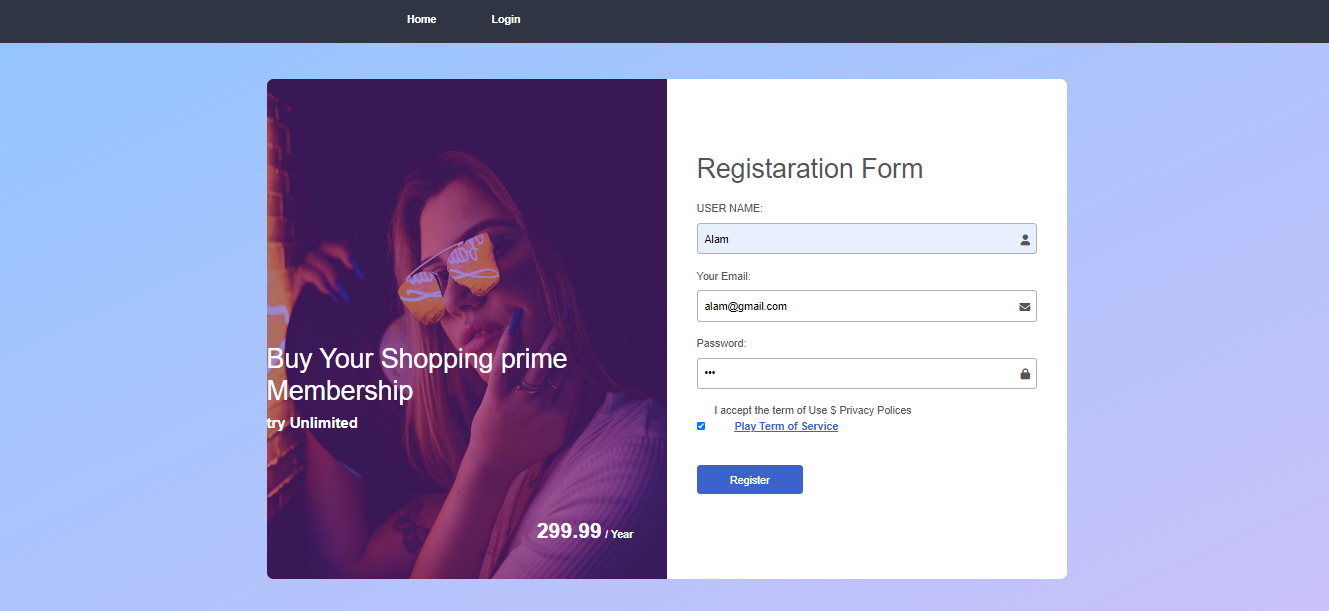 Home Login
Registaration Form
USER NAME:
Alam
Your Email:
alam@gmail.com
Password:
•••
I accept the term of Use $ Privacy Polices
Play Term of Service
Register
Buy Your Shopping prime
Membership
try Unlimited
299.99 / Year